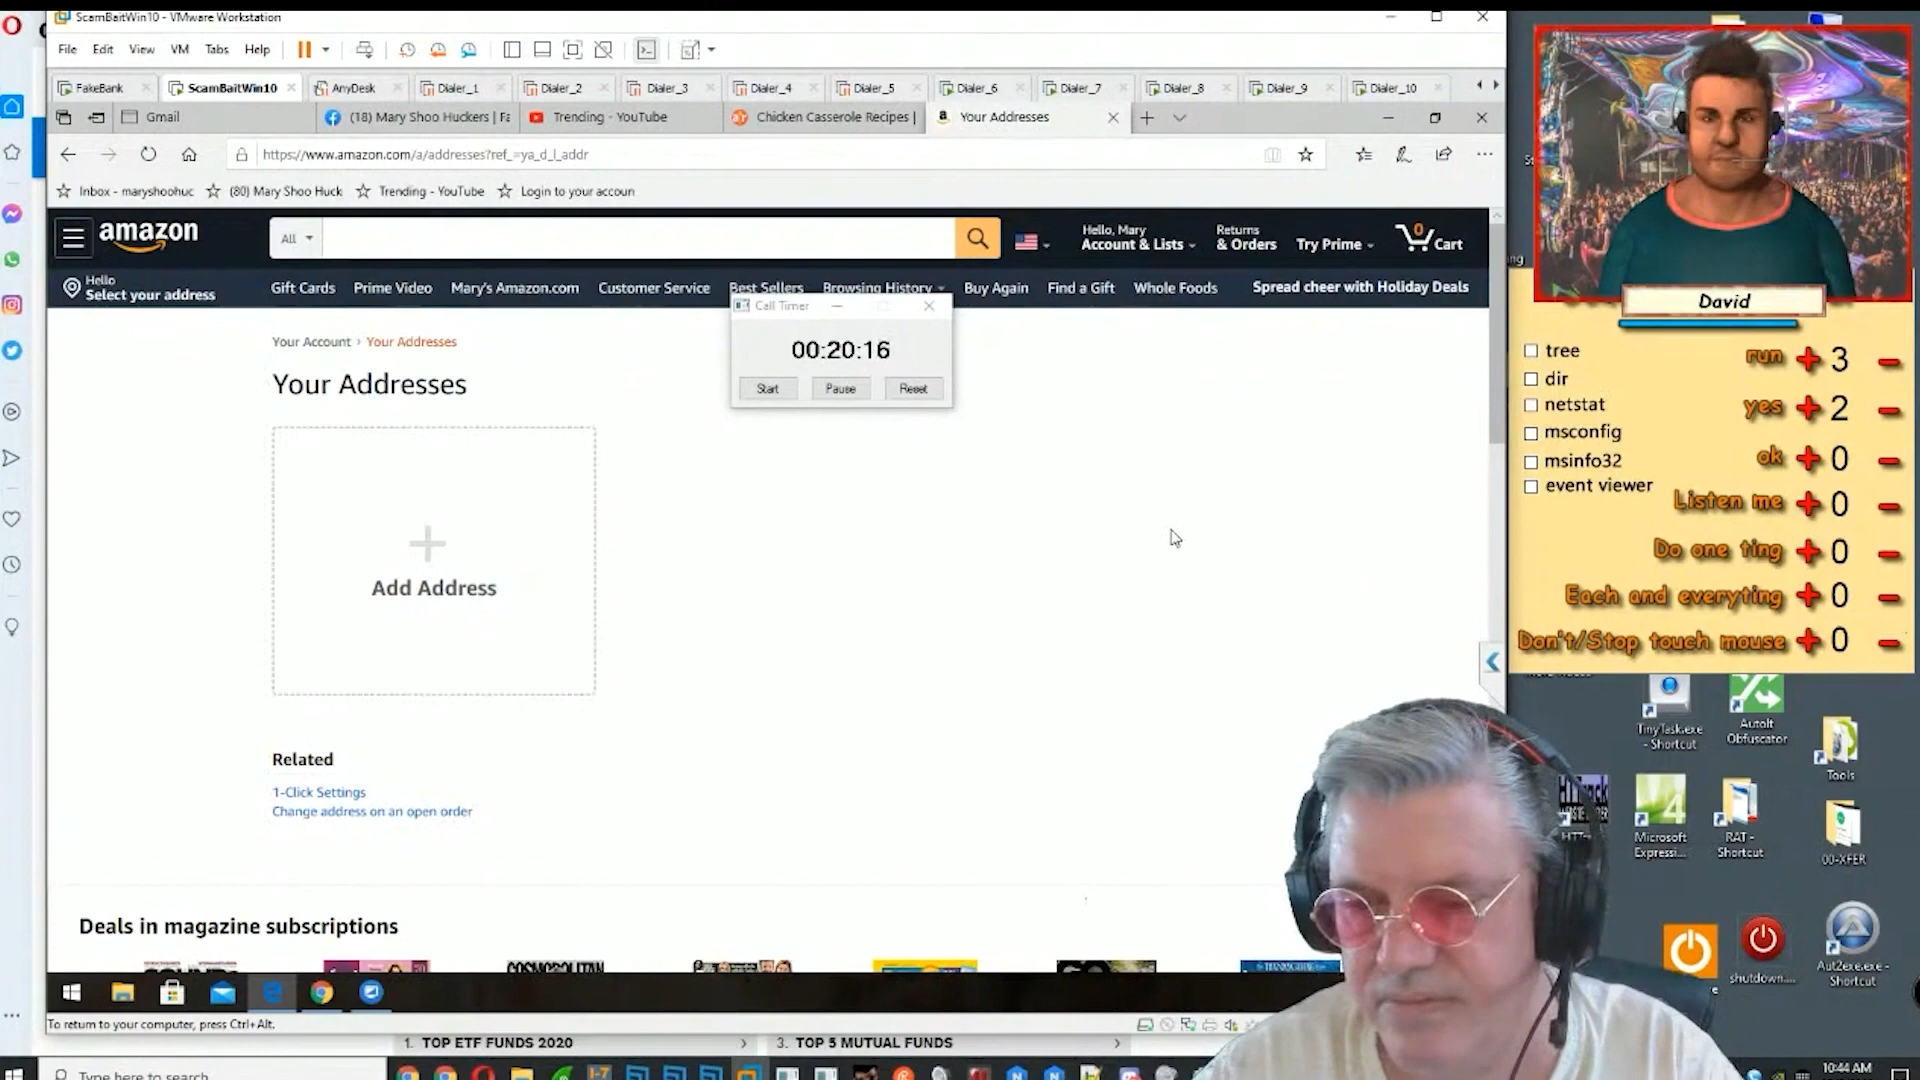 ScamBaitWin10 - VMware Workstation
File Edit View VM Tabs Help
FakeBank ScamBaitWin10 AnyDesk Dialer_1 Dialer_2 Dialer_3 Dialer_4 Dialer_5 Dialer_6 Dialer_7 Dialer_8 Dialer_9 Dialer_10
Gmail (18) Mary Shoo Huckers | Fa Trending - YouTube Chicken Casserole Recipes | Your Addresses
https://www.amazon.com/a/addresses?ref_=ya_d_l_addr
Inbox - maryshoohuc (80) Mary Shoo Huck Trending - YouTube Login to your accoun
amazon
All
Hello, Mary
Account & Lists
Returns
& Orders
Try Prime
0
Cart
Hello
Select your address
Gift Cards Prime Video Mary's Amazon.com Customer Service Best Sellers Browsing History Buy Again Find a Gift Whole Foods Spread cheer with Holiday Deals
Call Timer
00:20:16
Start Pause Reset
Your Account › Your Addresses
Your Addresses
Add Address
Related
1-Click Settings
Change address on an open order
Deals in magazine subscriptions
COSMOPOLITAN
To return to your computer, press Ctrl+Alt.
1. TOP ETF FUNDS 2020
3. TOP 5 MUTUAL FUNDS
Type here to search
10:44 AM
David
tree
dir
netstat
msconfig
msinfo32
event viewer
run + 3 -
yes + 2 -
ok + 0 -
Listen me + 0 -
Do one ting + 0 -
Each and everyting + 0 -
Don't/Stop touch mouse + 0 -
TinyTask.exe
- Shortcut
AutoIt
Obfuscator
Tools
Microsoft
Expressi...
RAT -
Shortcut
00-XFER
shutdown....
Aut2exe.exe -
Shortcut